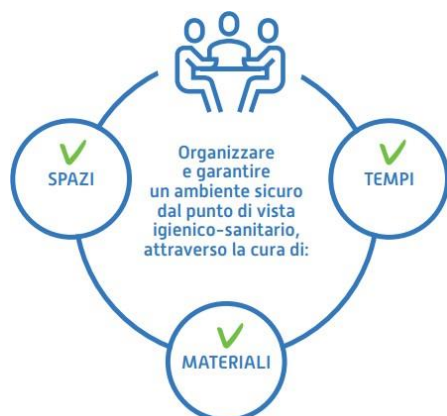 Organizzare
e garantire
un ambiente sicuro
dal punto di vista
igienico-sanitario,
attraverso la cura di:
SPAZI
TEMPI
MATERIALI